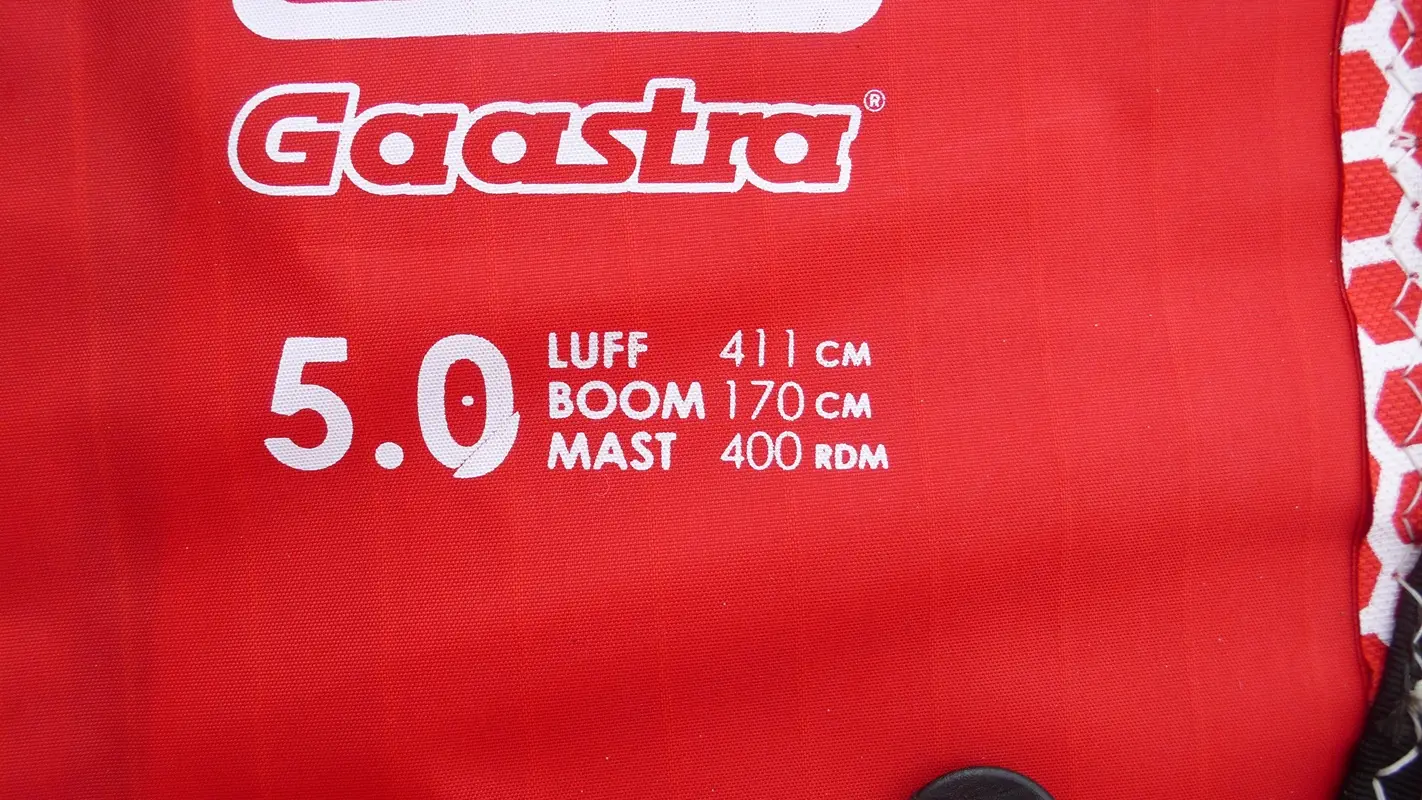 Gaastra®
5.0
LUFF 411 CM
BOOM 170 CM
MAST 400 RDM